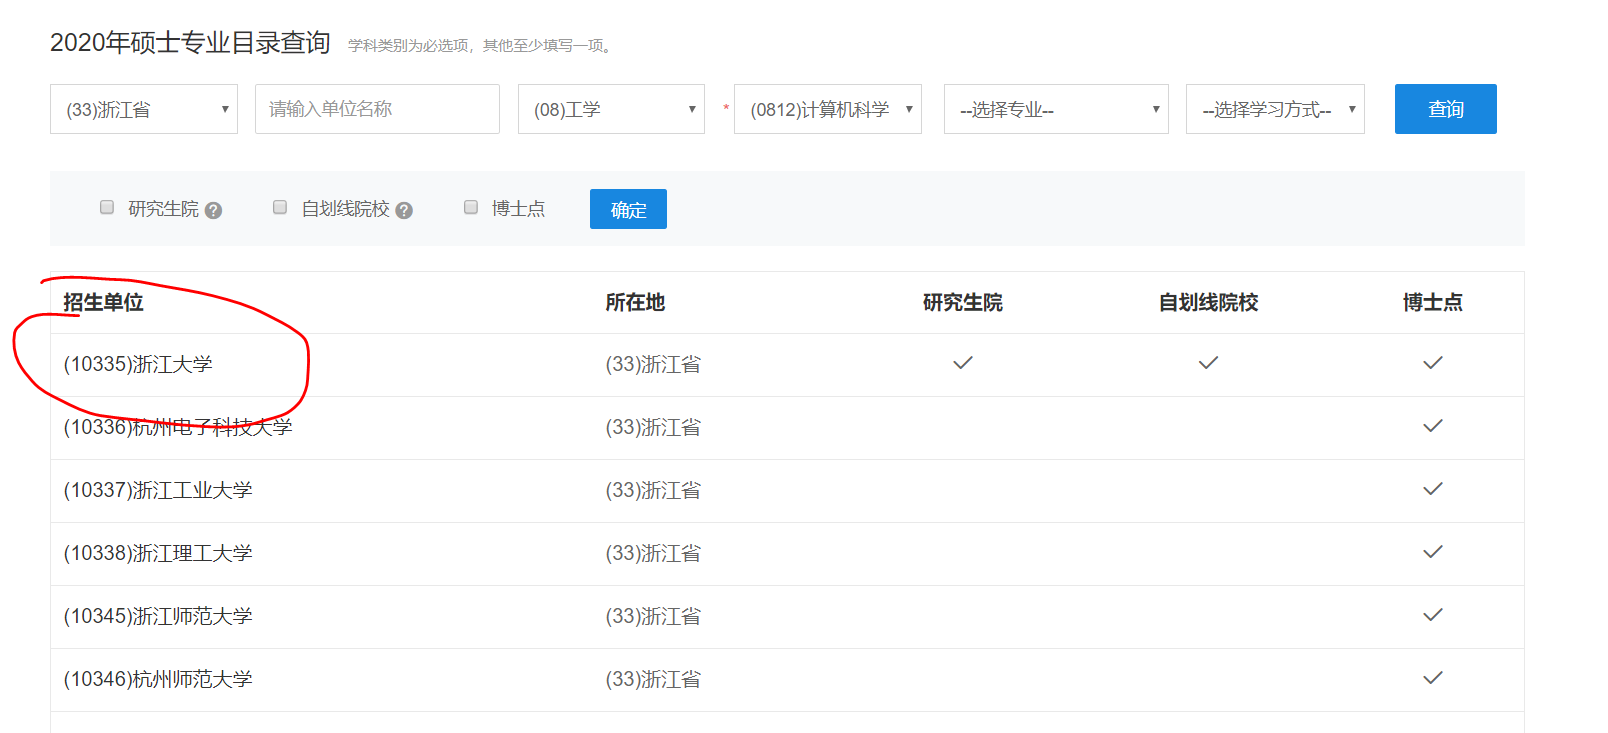 2020年硕士专业目录查询 学科类别为必选项，其他至少填写一项。
(33)浙江省 请输入单位名称 (08)工学 * (0812)计算机科学 --选择专业-- --选择学习方式-- 查询
研究生院 ? 自划线院校 ? 博士点 确定
招生单位 所在地 研究生院 自划线院校 博士点
(10335)浙江大学 (33)浙江省
(10336)杭州电子科技大学 (33)浙江省
(10337)浙江工业大学 (33)浙江省
(10338)浙江理工大学 (33)浙江省
(10345)浙江师范大学 (33)浙江省
(10346)杭州师范大学 (33)浙江省